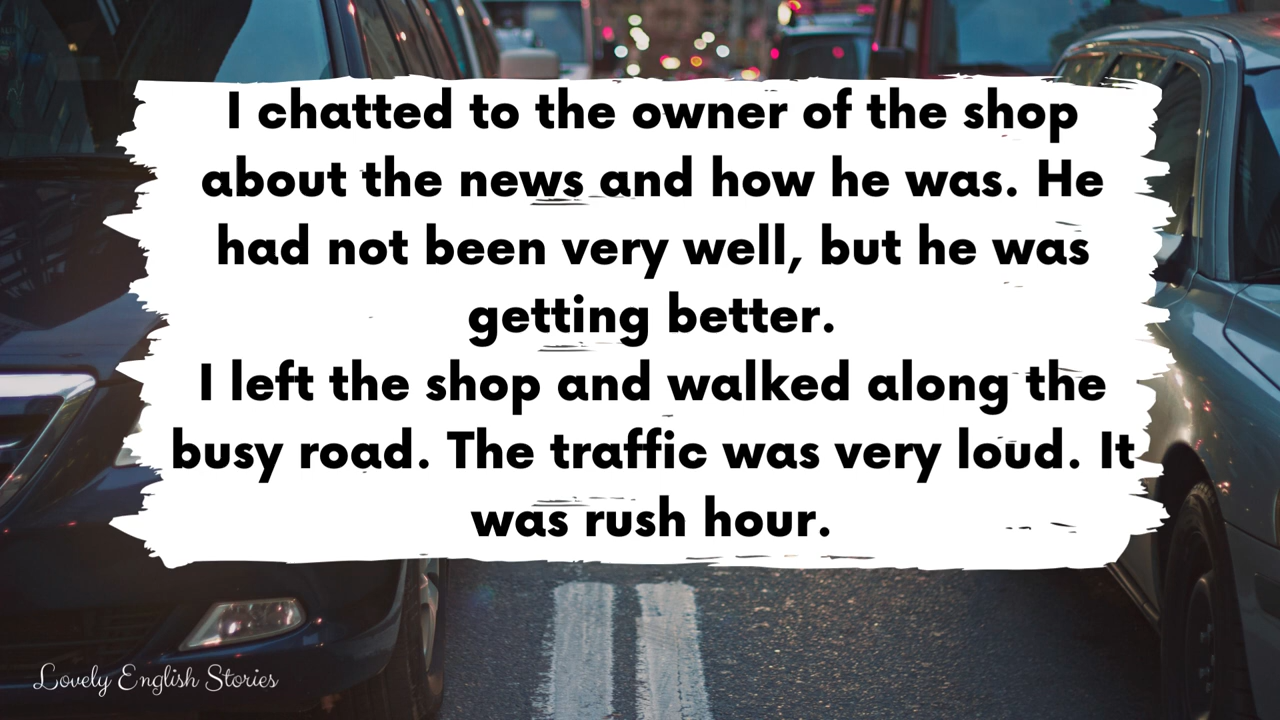 I chatted to the owner of the shop
about the news and how he was. He
had not been very well, but he was
getting better.
I left the shop and walked along the
busy road. The traffic was very loud. It
was rush hour.
Lovely English Stories